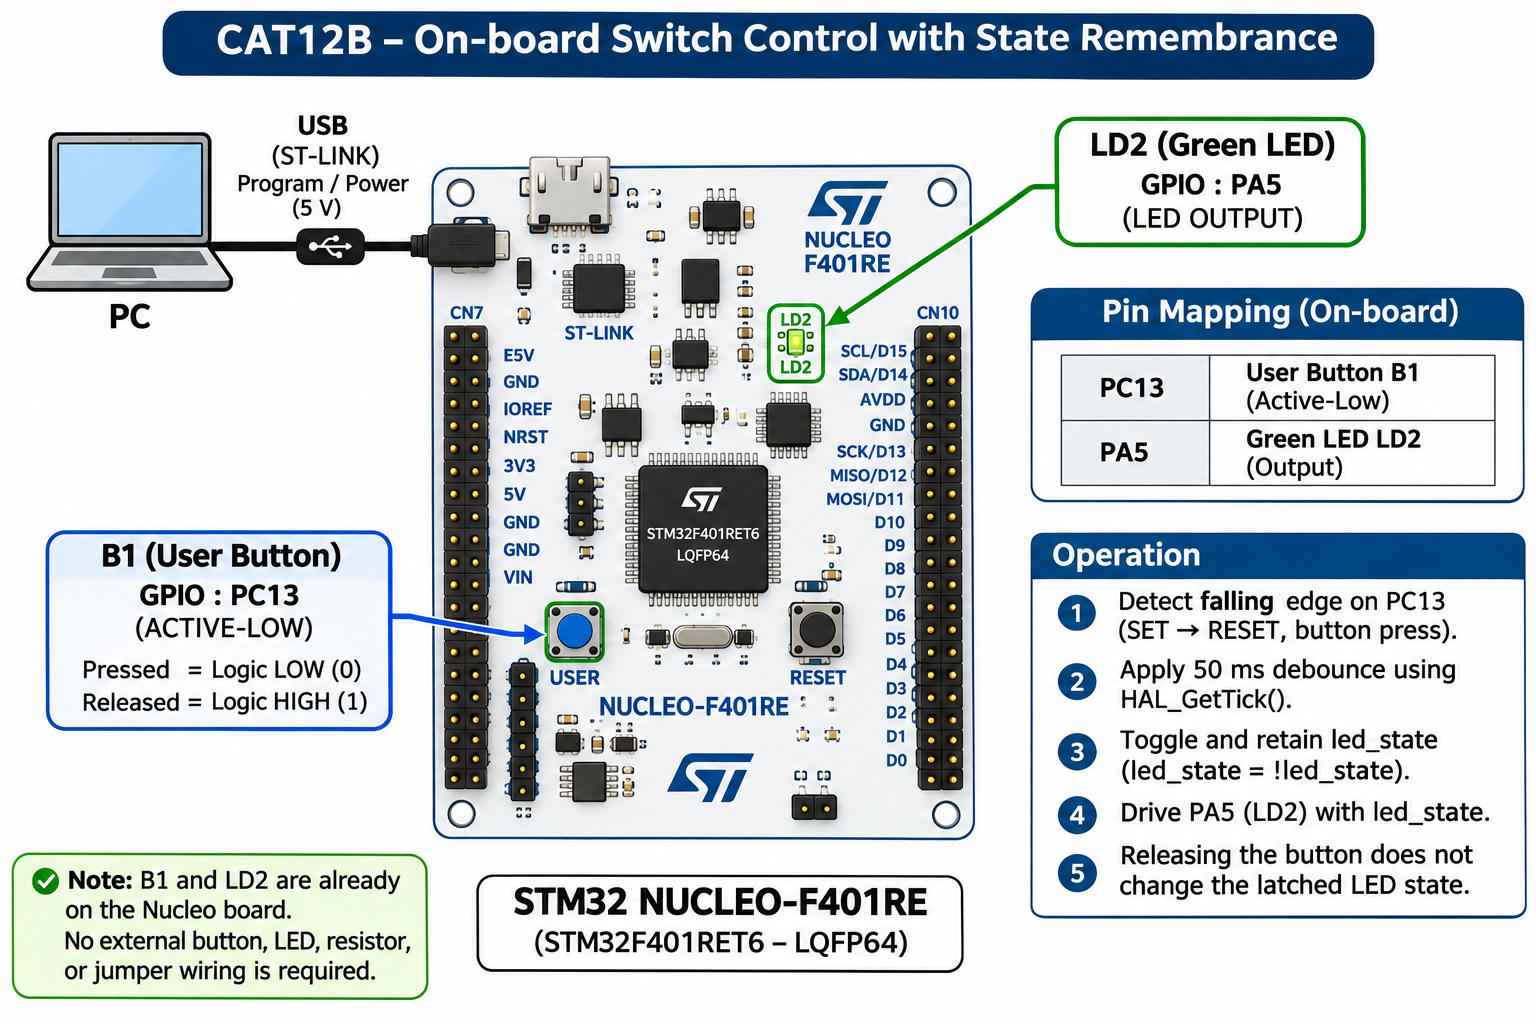 CAT12B – On-board Switch Control with State Remembrance
USB
(ST-LINK)
Program / Power
(5 V)
PC
LD2 (Green LED)
GPIO : PA5
(LED OUTPUT)
ST
NUCLEO
F401RE
ST-LINK
LD2
LD2
CN7
E5V
GND
IOREF
NRST
3V3
5V
GND
GND
VIN
CN10
SCL/D15
SDA/D14
AVDD
GND
SCK/D13
MISO/D12
MOSI/D11
D10
D9
D8
D7
D6
D5
D4
D3
D2
D1
D0
ST
STM32F401RET6
LQFP64
USER
RESET
NUCLEO-F401RE
ST
Pin Mapping (On-board)
PC13
User Button B1
(Active-Low)
PA5
Green LED LD2
(Output)
B1 (User Button)
GPIO : PC13
(ACTIVE-LOW)
Pressed = Logic LOW (0)
Released = Logic HIGH (1)
Operation
1 Detect falling edge on PC13
(SET → RESET, button press).
2 Apply 50 ms debounce using
HAL_GetTick().
3 Toggle and retain led_state
(led_state = !led_state).
4 Drive PA5 (LD2) with led_state.
5 Releasing the button does not
change the latched LED state.
Note: B1 and LD2 are already
on the Nucleo board.
No external button, LED, resistor,
or jumper wiring is required.
STM32 NUCLEO-F401RE
(STM32F401RET6 – LQFP64)